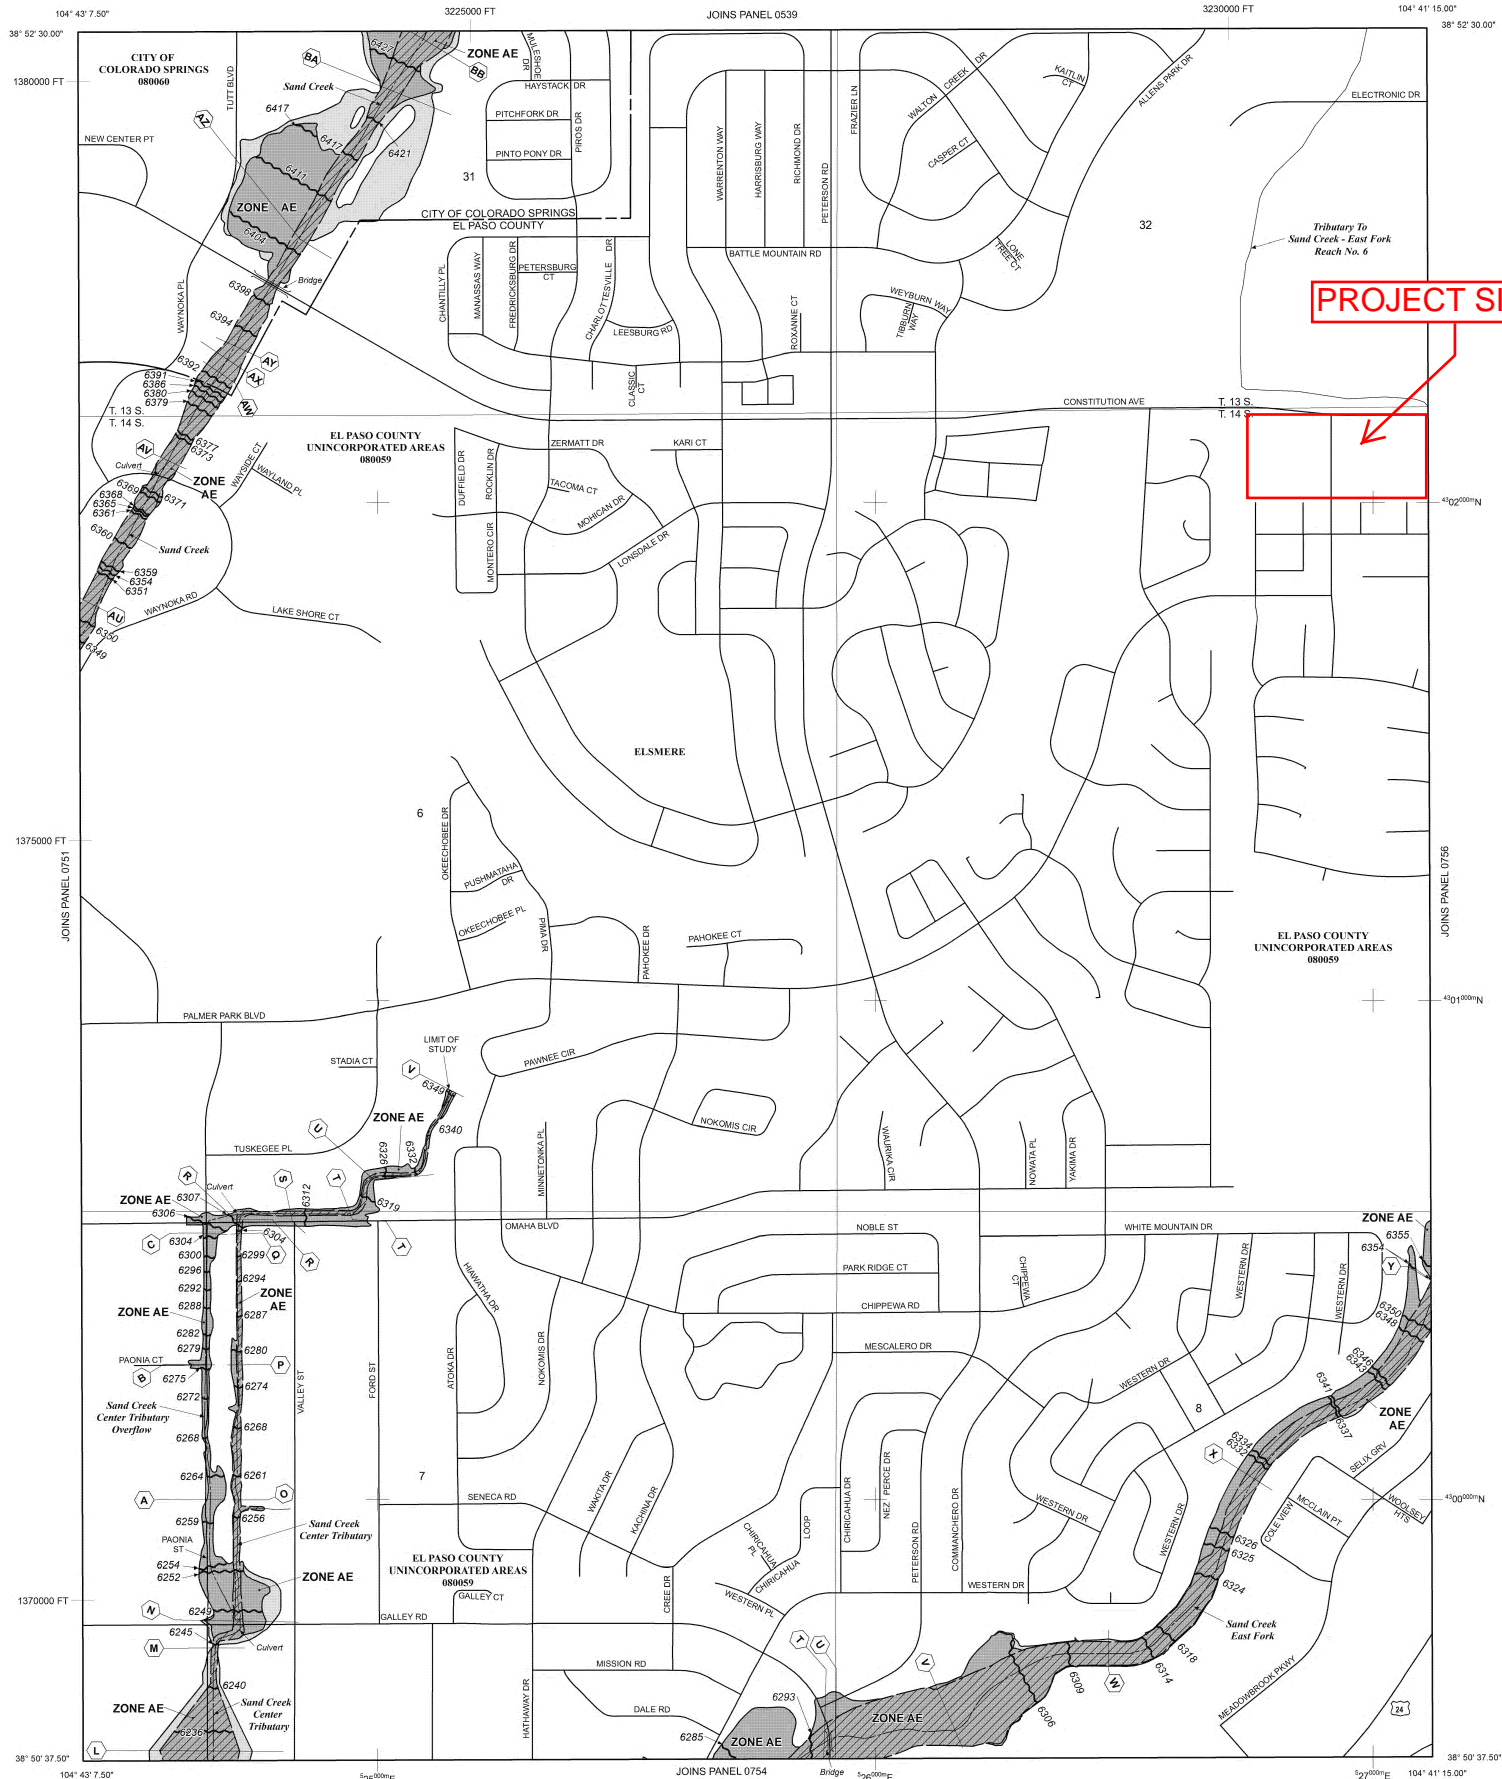 104° 43' 7.50"
3225000 FT
JOINS PANEL 0539
3230000 FT
104° 41' 15.00"
38° 52' 30.00"
38° 52' 30.00"
CITY OF
COLORADO SPRINGS
080060
1380000 FT
TUTT BLVD
Sand Creek
BA
6427
ZONE AE
BB
MULESHOE
DR
HAYSTACK DR
PITCHFORK DR
PINTO PONY DR
PIROS DR
31
AZ
6417
6417
6421
6411
ZONE AE
6404
NEW CENTER PT
CITY OF COLORADO SPRINGS
EL PASO COUNTY
FRAZIER LN
WALTON CREEK DR
KAITLIN
CT
ALLENS PARK DR
CASPER CT
ELECTRONIC DR
WARRENTON WAY
HARRISBURG WAY
RICHMOND DR
PETERSON RD
32
LONE
TREE CT
BATTLE MOUNTAIN RD
Tributary To
Sand Creek - East Fork
Reach No. 6
PROJECT SI
Bridge
6398
6394
WAYNOKA PL
CHANTILLY PL
MANASSAS WAY
FREDRICKSBURG DR
PETERSBURG
CT
CHARLOTTESVILLE DR
LEESBURG RD
ROXANNE CT
WEYBURN WAY
TIBBURN
WAY
CLASSIC
CT
AY
AX
AW
6392
6391
6386
6380
6379
T. 13 S.
T. 14 S.
CONSTITUTION AVE
T. 13 S.
T. 14 S.
AV
6377
6373
Culvert
ZONE
AE
WAYSIDE CT
WAYLAND PL
EL PASO COUNTY
UNINCORPORATED AREAS
080059
DUFFIELD DR
ROCKLIN DR
MONTERO CIR
ZERMATT DR
TACOMA CT
MOHICAN DR
LONSDALE DR
KARI CT
6369
6371
6368
6365
6361
6360
Sand Creek
6359
6354
6351
WAYNOKA RD
LAKE SHORE CT
AU
6350
6349
4302000mN
ELSMERE
6
1375000 FT
JOINS PANEL 0751
JOINS PANEL 0756
OKEECHOBEE DR
PUSHMATAHA
DR
OKEECHOBEE PL
PIMA DR
PAHOKEE DR
PAHOKEE CT
EL PASO COUNTY
UNINCORPORATED AREAS
080059
4301000mN
PALMER PARK BLVD
STADIA CT
LIMIT OF
STUDY
V
6349
PAWNEE CIR
NOKOMIS CIR
ZONE AE
6340
U
6326
6332
TUSKEGEE PL
MINNETONKA PL
WAURIKA CIR
NOWATA PL
YAKIMA DR
R
Culvert
S
6312
T
6319
ZONE AE
6307
6306
OMAHA BLVD
NOBLE ST
WHITE MOUNTAIN DR
ZONE AE
6355
6354
Y
C
6304
6304
Q
R
T
6300
6299
6296
6294
6292
ZONE
AE
6288
6287
ZONE AE
6282
6279
6280
PAONIA CT
P
B
6275
6274
6272
Sand Creek
Center Tributary
Overflow
6268
6268
VALLEY ST
FORD ST
ATOKA DR
HIAWATHA DR
NOKOMIS DR
PARK RIDGE CT
CHIPPEWA RD
CHIPPEWA
CT
MESCALERO DR
WESTERN DR
WESTERN DR
WESTERN DR
6350
6348
6346
6343
6341
6337
ZONE
AE
8
6334
6332
X
SELIX GRV
MCCLAIN PT
WOOLSEY
HTS
COLE VIEW
6264
6261
A
O
6259
6256
PAONIA
ST
Sand Creek
Center Tributary
6254
6252
ZONE AE
7
SENECA RD
WAKITA DR
KACHINA DR
CHIRICAHUA
PL
CHIRICAHUA
LOOP
CHIRICAHUA DR
NEZ PERCE DR
PETERSON RD
COMMANCHERO DR
WESTERN DR
WESTERN DR
4300000mN
6326
6325
6324
EL PASO COUNTY
UNINCORPORATED AREAS
080059
GALLEY CT
CREE DR
WESTERN PL
WESTERN DR
1370000 FT
N
6249
GALLEY RD
6245
M
Culvert
Sand Creek
East Fork
6318
6314
MISSION RD
T
U
V
W
6309
6306
MEADOWBROOK PKWY
24
6240
ZONE AE
Sand Creek
Center
Tributary
6236
L
HATHAWAY DR
DALE RD
6285
6293
ZONE AE
ZONE AE
38° 50' 37.50"
38° 50' 37.50"
104° 43' 7.50"
JOINS PANEL 0754
Bridge
527000mE
104° 41' 15.00"